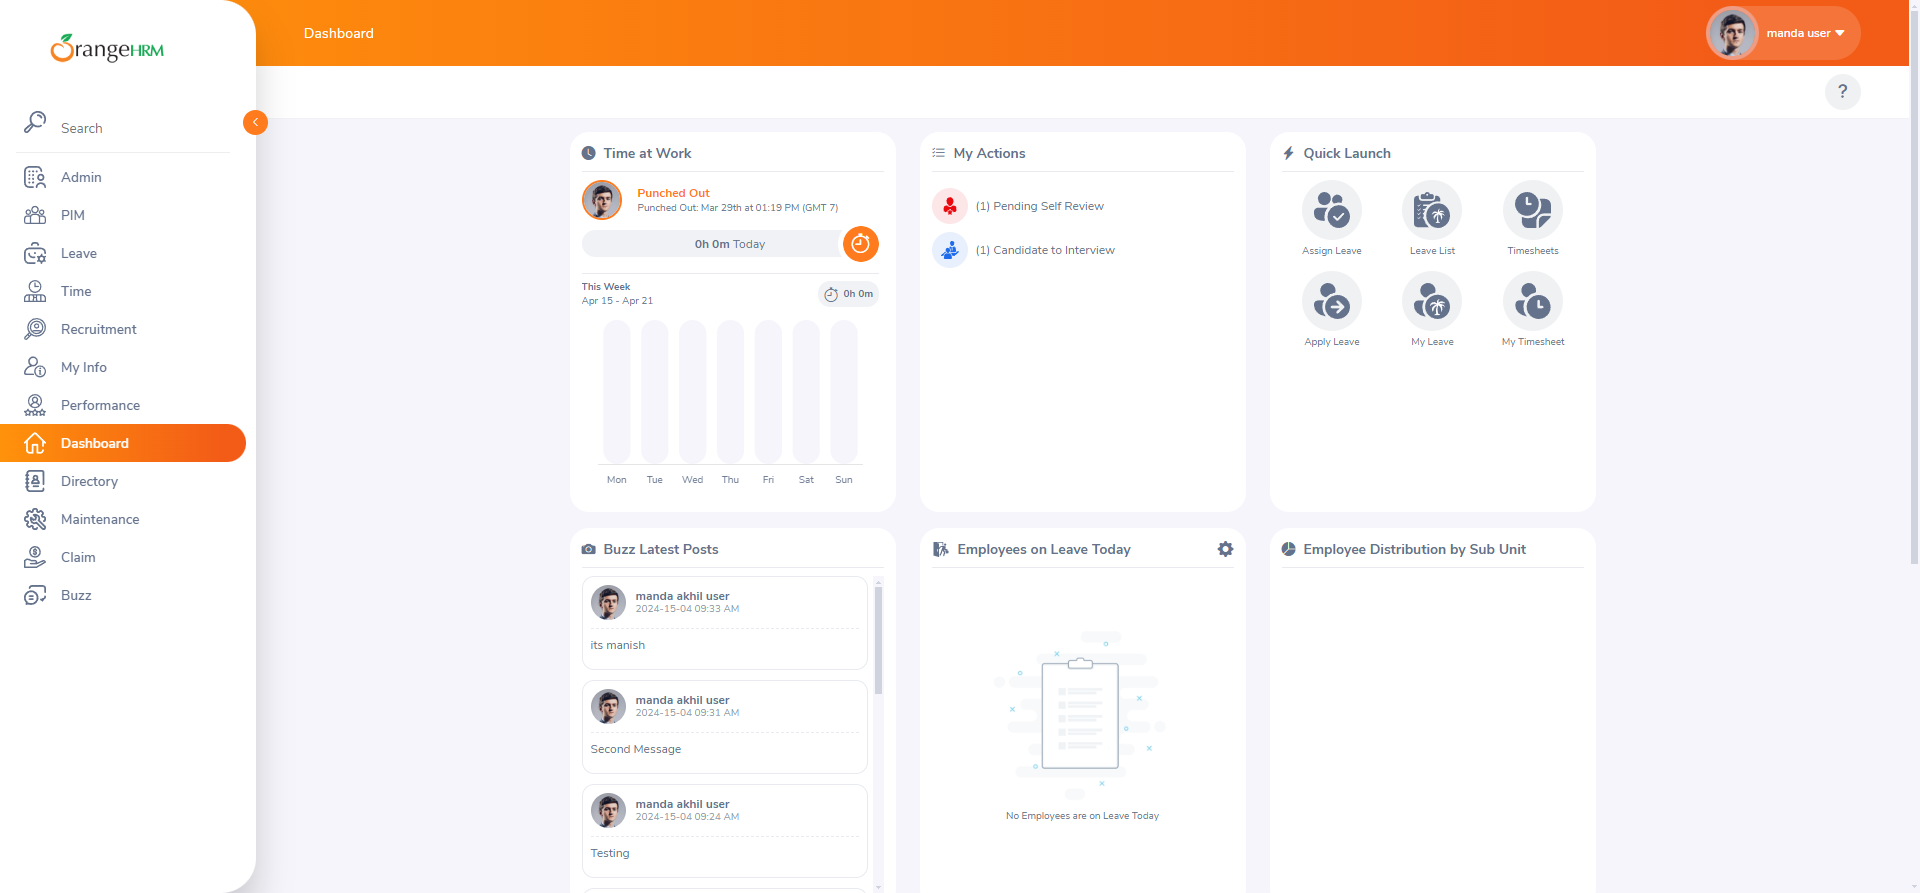 OrangeHRM
Dashboard
manda user
?
Search
Admin
PIM
Leave
Time
Recruitment
My Info
Performance
Dashboard
Directory
Maintenance
Claim
Buzz
Time at Work
Punched Out
Punched Out: Mar 29th at 01:19 PM (GMT 7)
0h 0m Today
This Week
Apr 15 - Apr 21
0h 0m
Mon Tue Wed Thu Fri Sat Sun
My Actions
(1) Pending Self Review
(1) Candidate to Interview
Quick Launch
Assign Leave Leave List Timesheets
Apply Leave My Leave My Timesheet
Buzz Latest Posts
manda akhil user
2024-15-04 09:33 AM
its manish
manda akhil user
2024-15-04 09:31 AM
Second Message
manda akhil user
2024-15-04 09:24 AM
Testing
Employees on Leave Today
No Employees are on Leave Today
Employee Distribution by Sub Unit